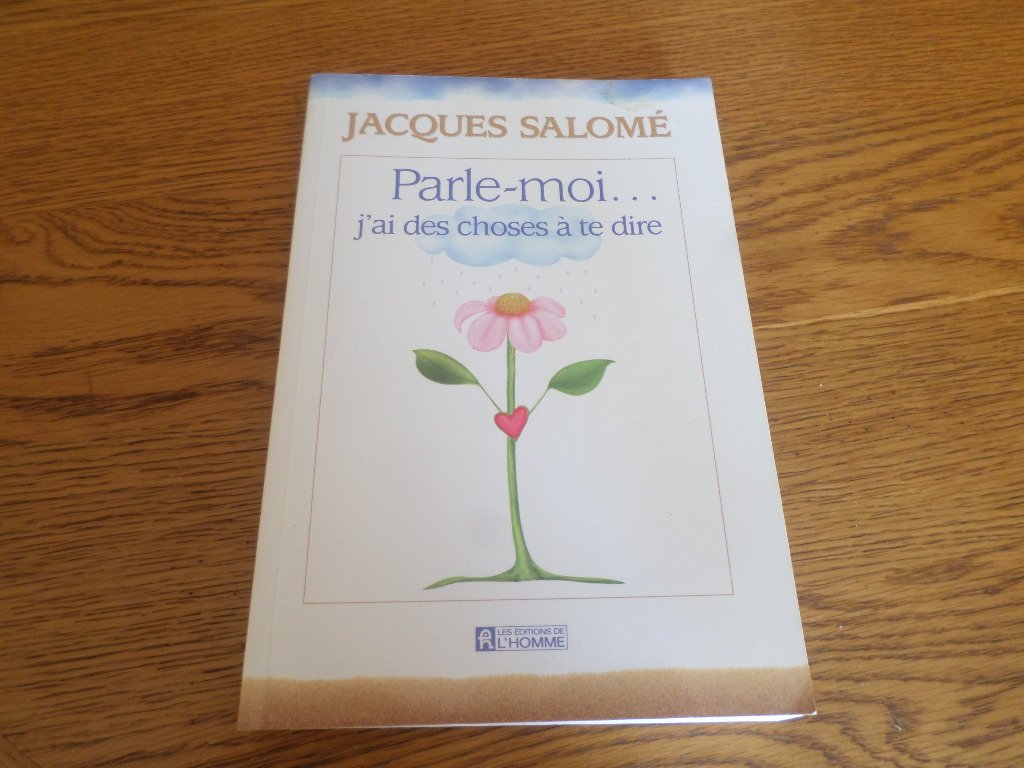 JACQUES SALOMÉ
Parle-moi...
j'ai des choses à te dire
LES ÉDITIONS DE
L'HOMME